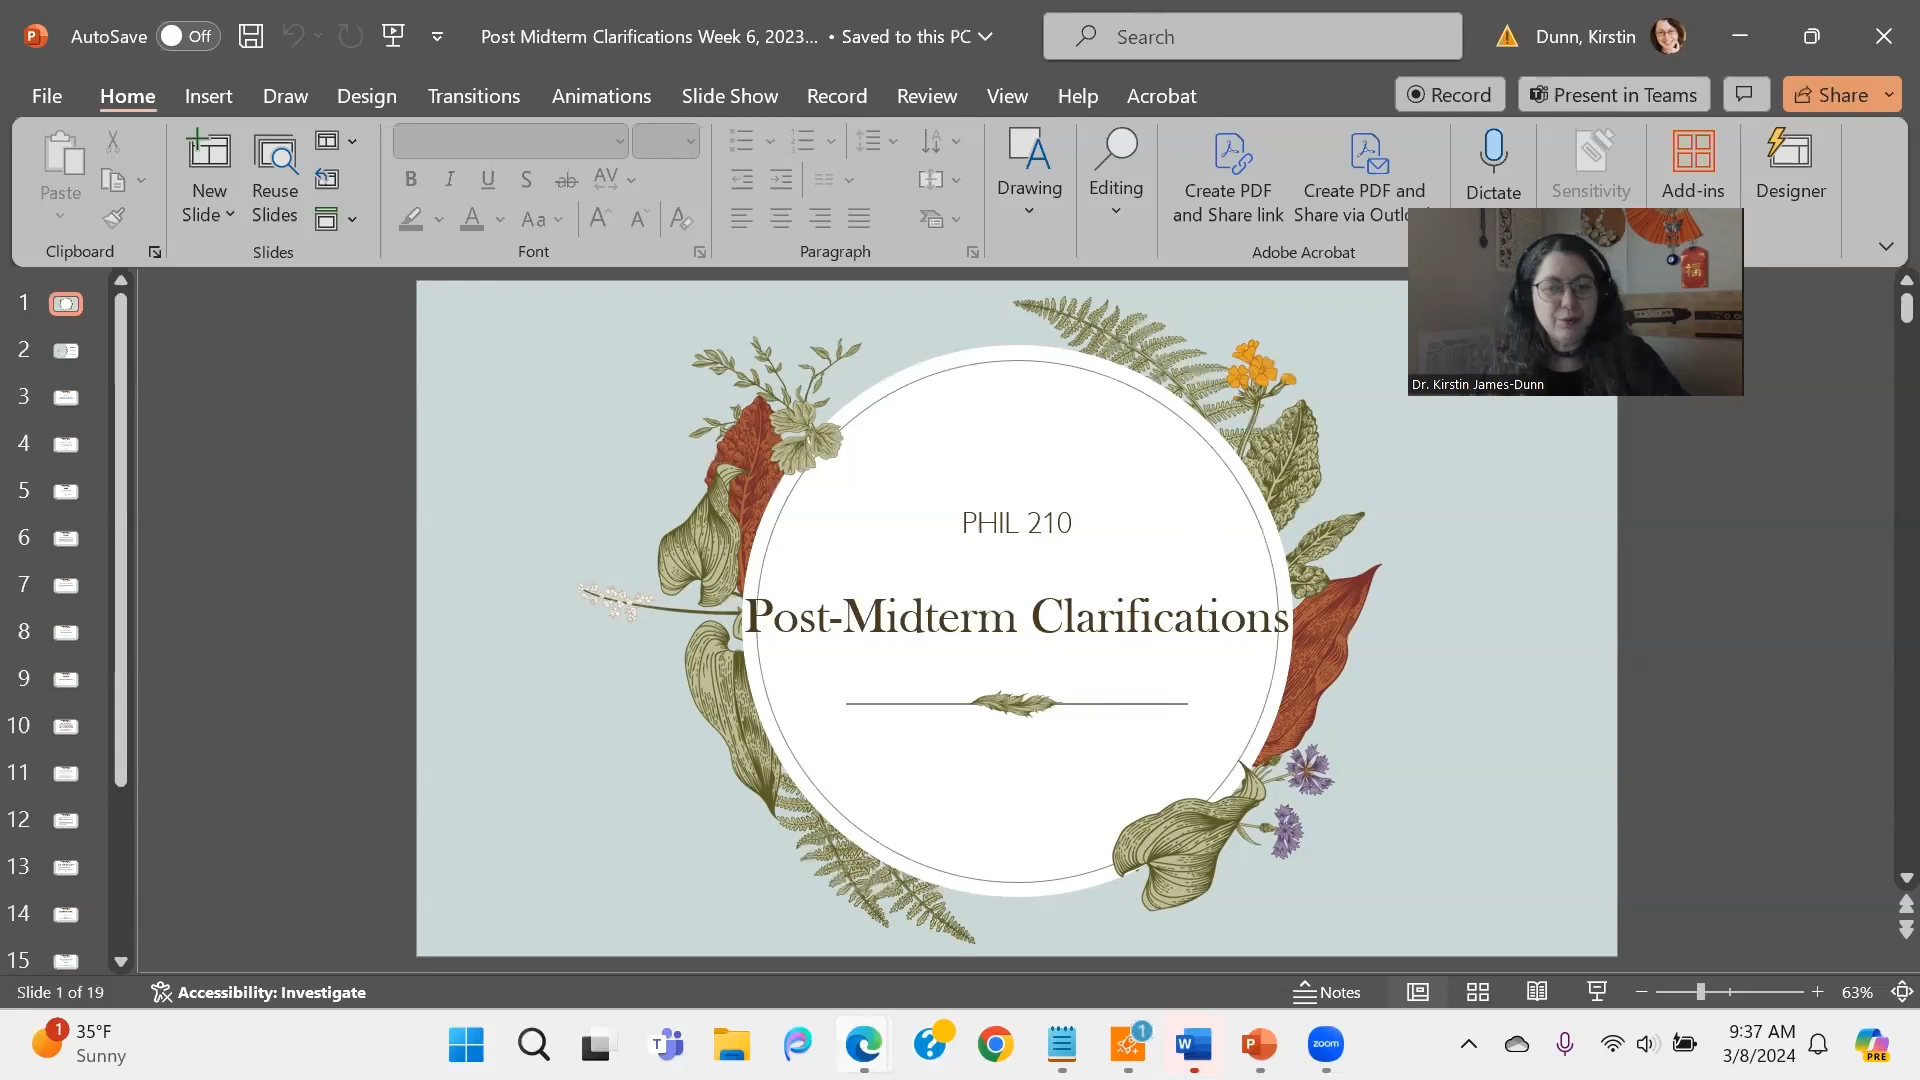 AutoSave Off Post Midterm Clarifications Week 6, 2023... • Saved to this PC Search Dunn, Kirstin
File Home Insert Draw Design Transitions Animations Slide Show Record Review View Help Acrobat Record Present in Teams Share
Paste
New
Slide
Reuse
Slides
Drawing
Editing
Create PDF
and Share link
Create PDF and
Share via
Dictate
Sensitivity
Add-ins
Designer
Clipboard Slides Font Paragraph Adobe Acrobat
福
Dr. Kirstin James-Dunn
1
2
3
4
5
6
7
8
9
10
11
12
13
14
15
PHIL 210
Post-Midterm Clarifications
Slide 1 of 19 Accessibility: Investigate Notes 63%
1
35°F
Sunny
1
zoom
9:37 AM
3/8/2024
PRE